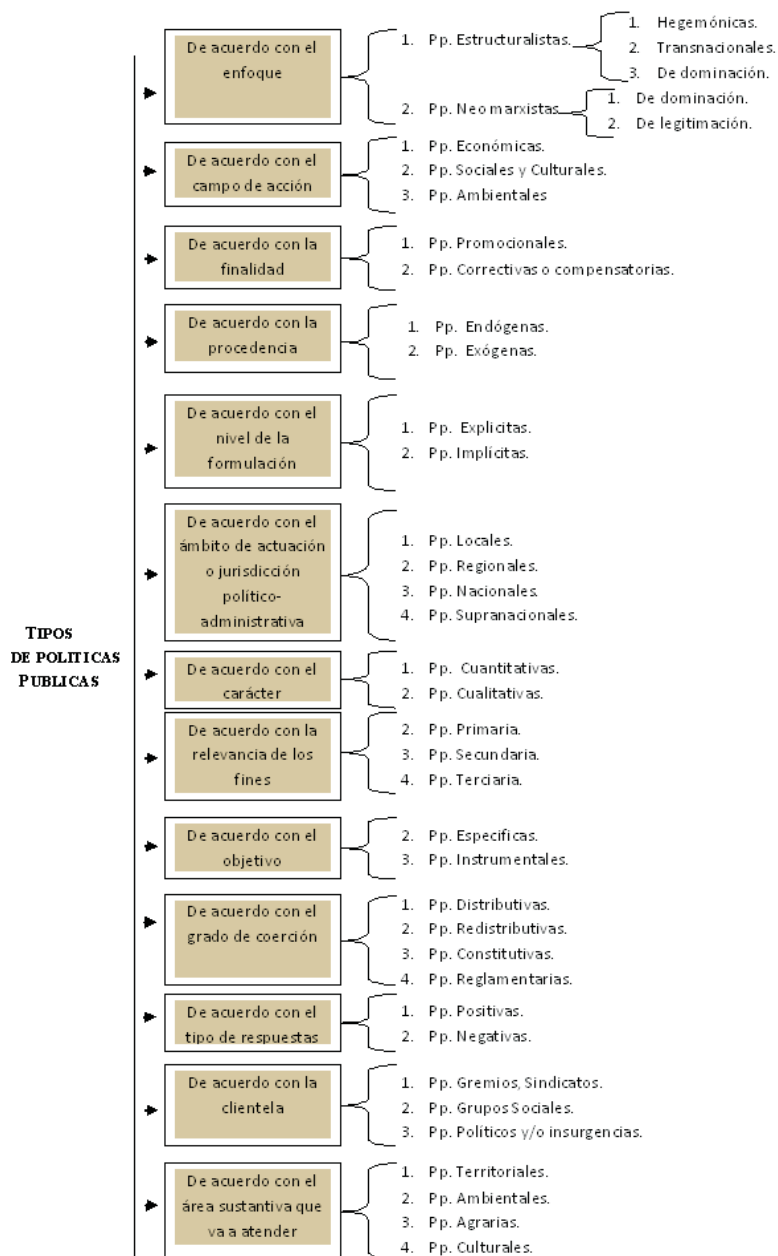 TIPOS
DE POLITICAS
PUBLICAS
De acuerdo con el
enfoque
1. Pp. Estructuralistas.
1. Hegemónicas.
2. Transnacionales.
3. De dominación.
2. Pp. Neo marxistas
1. De dominación.
2. De legitimación.
De acuerdo con el
campo de acción
1. Pp. Económicas.
2. Pp. Sociales y Culturales.
3. Pp. Ambientales
De acuerdo con la
finalidad
1. Pp. Promocionales.
2. Pp. Correctivas o compensatorias.
De acuerdo con la
procedencia
1. Pp. Endógenas.
2. Pp. Exógenas.
De acuerdo con el
nivel de la
formulación
1. Pp. Explicitas.
2. Pp. Implícitas.
De acuerdo con el
ámbito de actuación
o jurisdicción
político-
administrativa
1. Pp. Locales.
2. Pp. Regionales.
3. Pp. Nacionales.
4. Pp. Supranacionales.
De acuerdo con el
carácter
1. Pp. Cuantitativas.
2. Pp. Cualitativas.
De acuerdo con la
relevancia de los
fines
2. Pp. Primaria.
3. Pp. Secundaria.
4. Pp. Terciaria.
De acuerdo con el
objetivo
2. Pp. Especificas.
3. Pp. Instrumentales.
De acuerdo con el
grado de coerción
1. Pp. Distributivas.
2. Pp. Redistributivas.
3. Pp. Constitutivas.
4. Pp. Reglamentarias.
De acuerdo con el
tipo de respuestas
1. Pp. Positivas.
2. Pp. Negativas.
De acuerdo con la
clientela
1. Pp. Gremios, Sindicatos.
2. Pp. Grupos Sociales.
3. Pp. Políticos y/o insurgencias.
De acuerdo con el
área sustantiva que
va a atender
1. Pp. Territoriales.
2. Pp. Ambientales.
3. Pp. Agrarias.
4. Pp. Culturales.